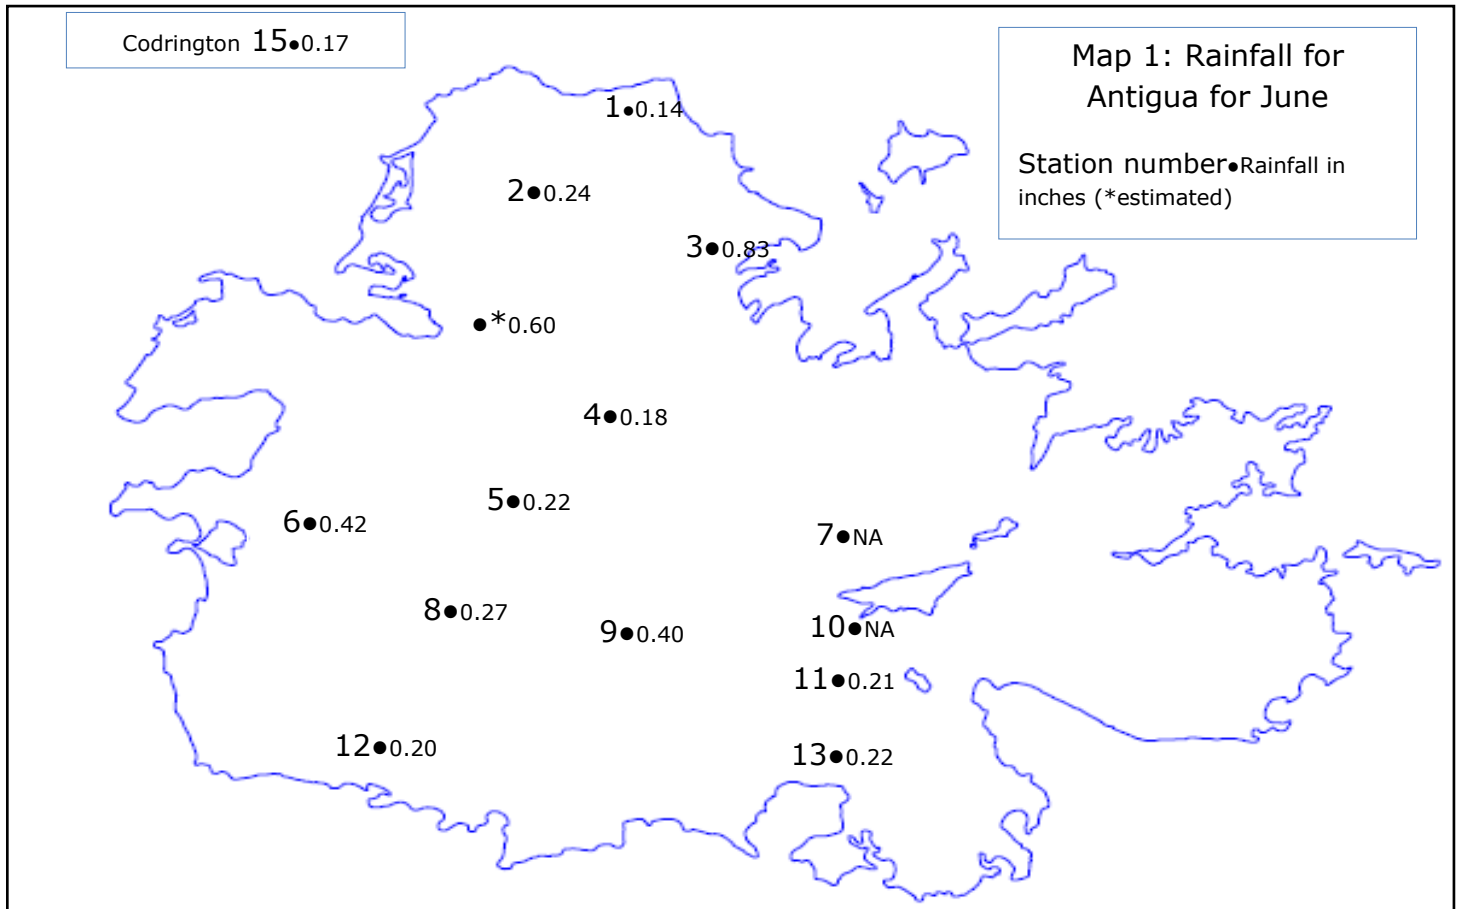 Codrington 15●0.17
Map 1: Rainfall for
Antigua for June
Station number●Rainfall in
inches (*estimated)
1●0.14
2●0.24
3●0.83
●*0.60
4●0.18
5●0.22
6●0.42
7●NA
8●0.27
9●0.40
10●NA
11●0.21
12●0.20
13●0.22